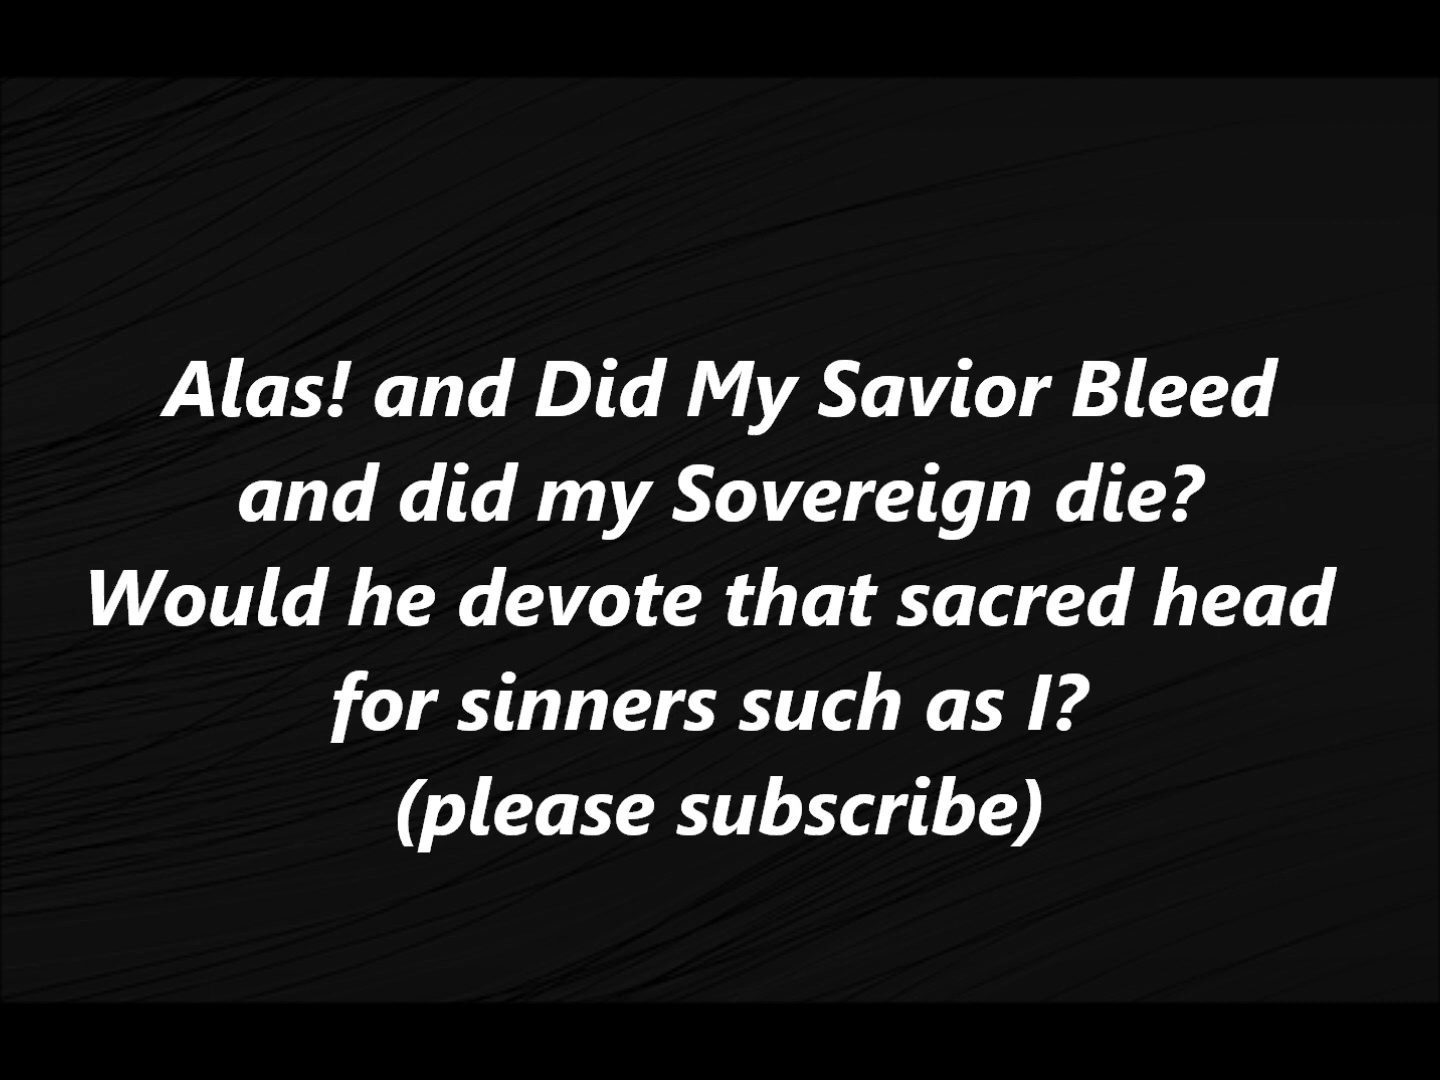 Alas! and Did My Savior Bleed
and did my Sovereign die?
Would he devote that sacred head
for sinners such as I?
(please subscribe)